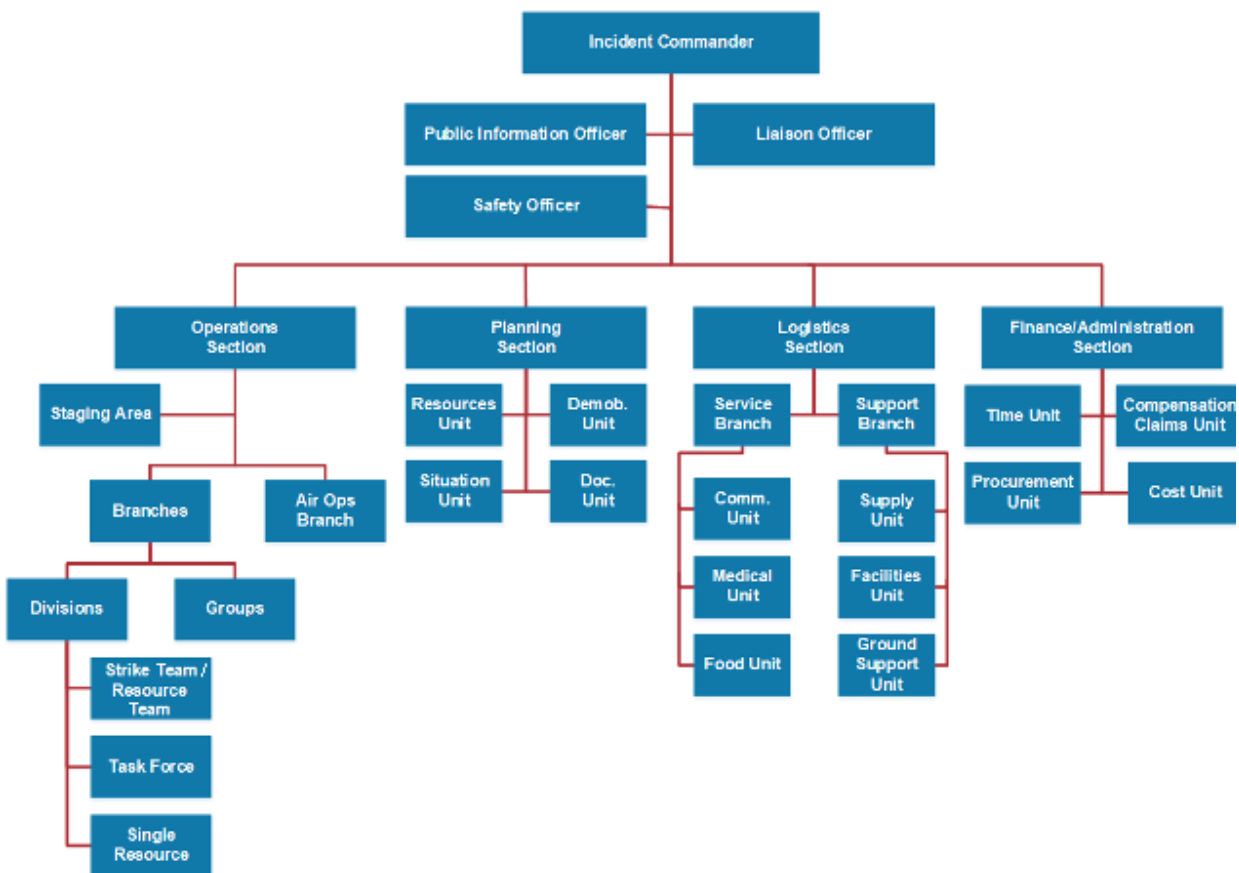 Incident Commander
Public Information Officer
Liaison Officer
Safety Officer
Operations
Section
Planning
Section
Logistics
Section
Finance/Administration
Section
Staging Area
Resources
Unit
Demob.
Unit
Service
Branch
Support
Branch
Time Unit
Compensation
Claims Unit
Branches
Air Ops
Branch
Situation
Unit
Doc.
Unit
Comm.
Unit
Supply
Unit
Procurement
Unit
Cost Unit
Divisions
Groups
Medical
Unit
Facilities
Unit
Strike Team /
Resource
Team
Food Unit
Ground
Support
Unit
Task Force
Single
Resource